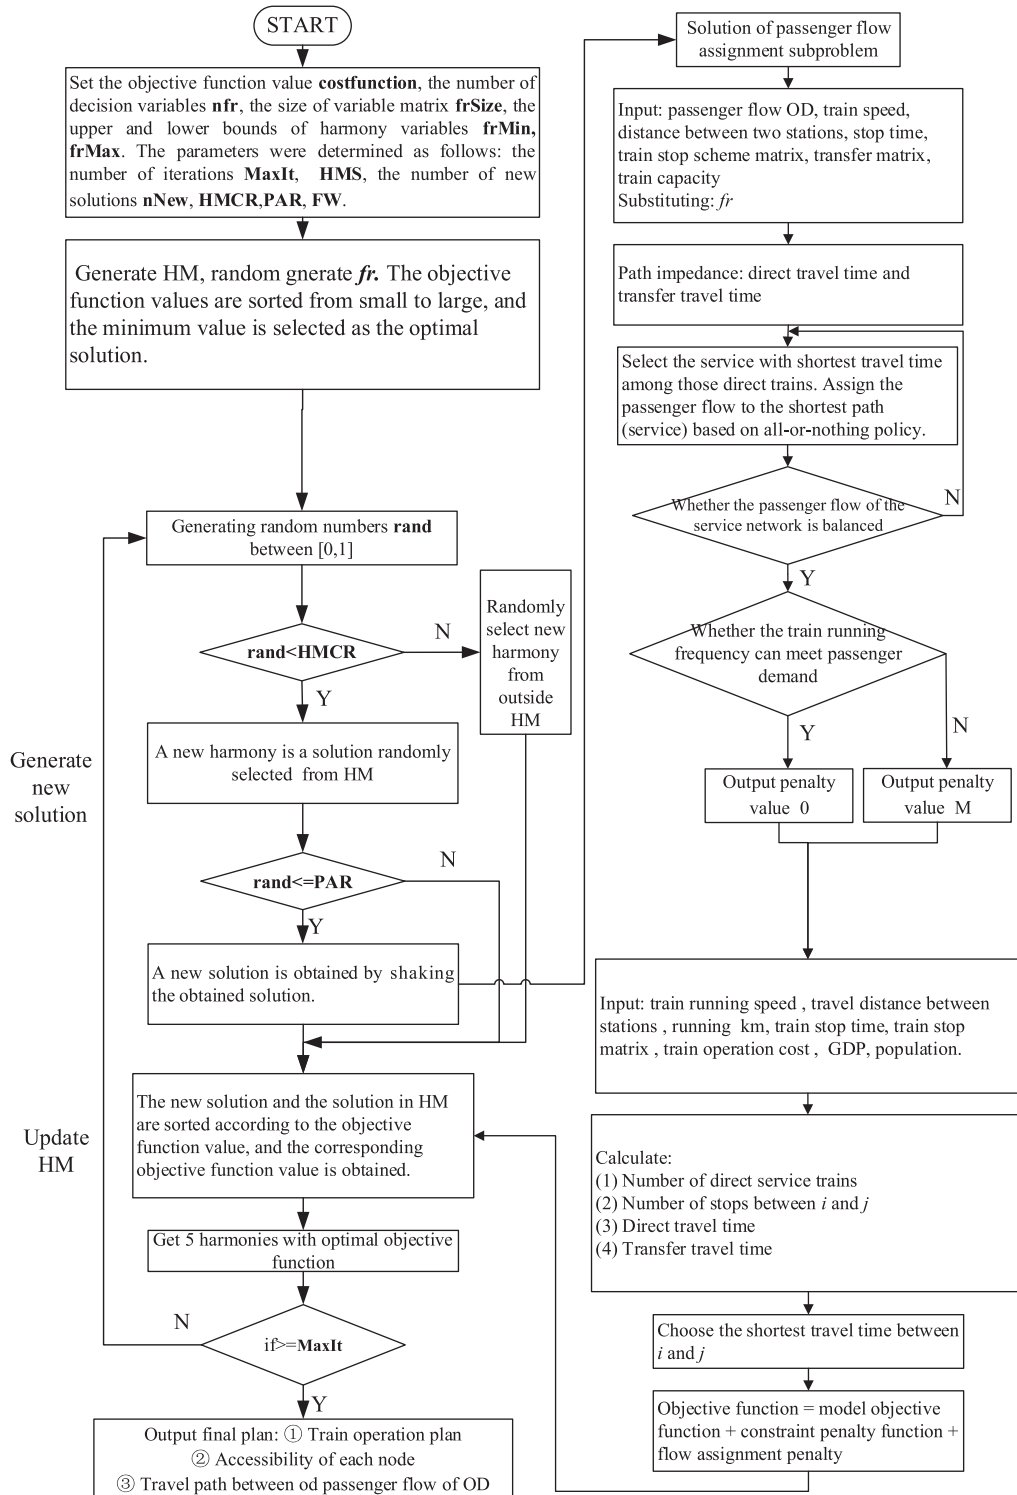 START
Set the objective function value costfunction, the number of
decision variables nfr, the size of variable matrix frSize, the
upper and lower bounds of harmony variables frMin,
frMax. The parameters were determined as follows: the
number of iterations MaxIt, HMS, the number of new
solutions nNew, HMCR,PAR, FW.
Generate HM, random gnerate fr. The objective
function values are sorted from small to large, and
the minimum value is selected as the optimal
solution.
Generating random numbers rand
between [0,1]
rand<HMCR
N
Y
Randomly
select new
harmony
from
outside
HM
A new harmony is a solution randomly
selected from HM
Generate
new
solution
rand<=PAR
N
Y
A new solution is obtained by shaking
the obtained solution.
The new solution and the solution in HM
are sorted according to the objective
function value, and the corresponding
objective function value is obtained.
Update
HM
Get 5 harmonies with optimal objective
function
if>=MaxIt
N
Y
Output final plan: ① Train operation plan
② Accessibility of each node
③ Travel path between od passenger flow of OD
Solution of passenger flow
assignment subproblem
Input: passenger flow OD, train speed,
distance between two stations, stop time,
train stop scheme matrix, transfer matrix,
train capacity
Substituting: fr
Path impedance: direct travel time and
transfer travel time
Select the service with shortest travel time
among those direct trains. Assign the
passenger flow to the shortest path
(service) based on all-or-nothing policy.
Whether the passenger flow of the
service network is balanced
N
Y
Whether the train running
frequency can meet passenger
demand
Y
N
Output penalty
value 0
Output penalty
value M
Input: train running speed , travel distance between
stations , running km, train stop time, train stop
matrix , train operation cost , GDP, population.
Calculate:
(1) Number of direct service trains
(2) Number of stops between i and j
(3) Direct travel time
(4) Transfer travel time
Choose the shortest travel time between
i and j
Objective function = model objective
function + constraint penalty function +
flow assignment penalty